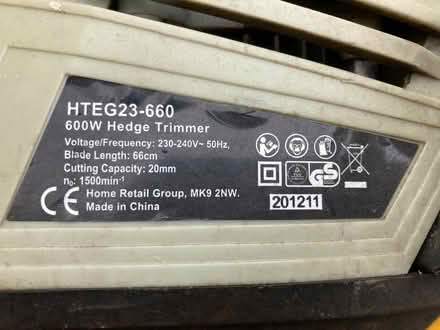 HTEG23-660
600W Hedge Trimmer
Voltage/Frequency: 230-240V~ 50Hz,
Blade Length: 66cm
Cutting Capacity: 20mm
n₀: 1500min⁻¹
CE Home Retail Group, MK9 2NW.
Made in China
GS
201211